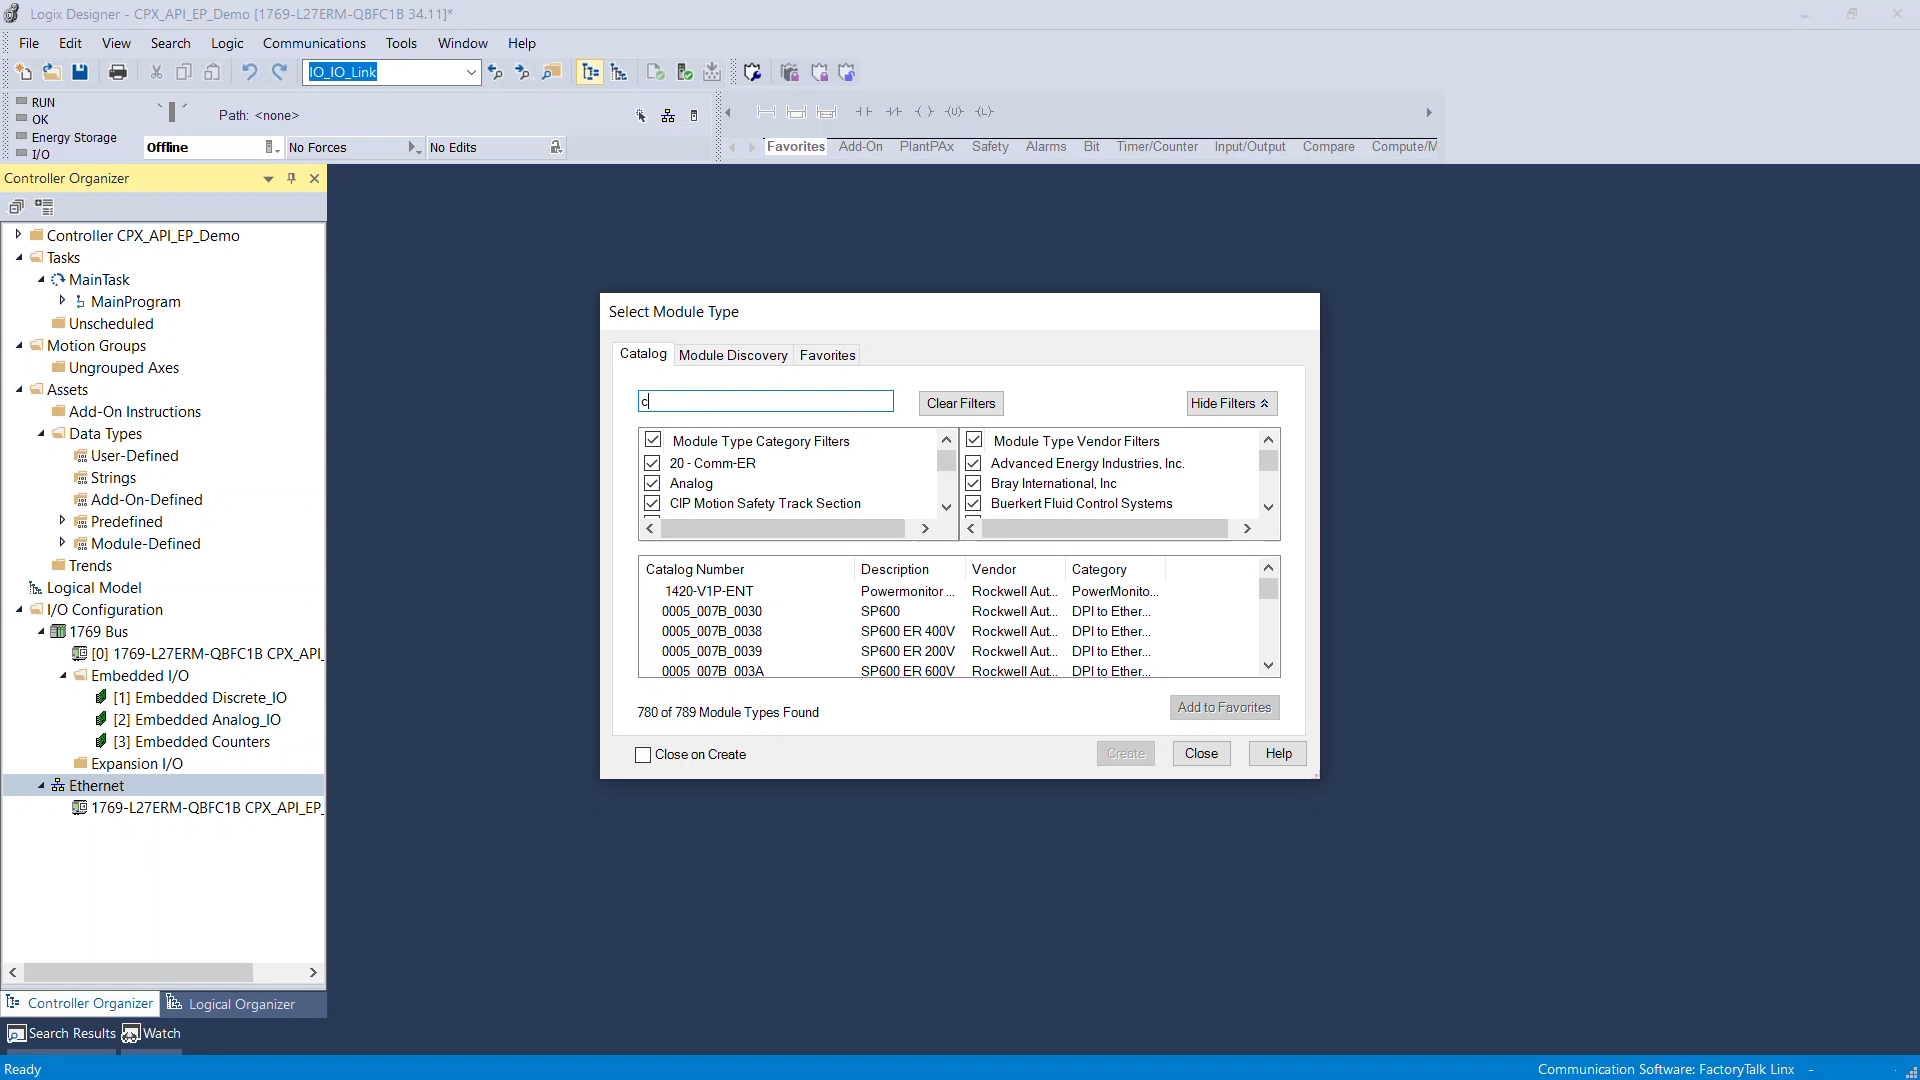 Logix Designer - CPX_API_EP_Demo [1769-L27ERM-QBFC1B 34.11]*
File Edit View Search Logic Communications Tools Window Help
IO_IO_Link
RUN
OK
Energy Storage
I/O
Path: <none>
Offline
No Forces
No Edits
Favorites Add-On PlantPAx Safety Alarms Bit Timer/Counter Input/Output Compare Compute/M
Controller Organizer
Controller CPX_API_EP_Demo
Tasks
MainTask
MainProgram
Unscheduled
Motion Groups
Ungrouped Axes
Assets
Add-On Instructions
Data Types
User-Defined
Strings
Add-On-Defined
Predefined
Module-Defined
Trends
Logical Model
I/O Configuration
1769 Bus
[0] 1769-L27ERM-QBFC1B CPX_API_
Embedded I/O
[1] Embedded Discrete_IO
[2] Embedded Analog_IO
[3] Embedded Counters
Expansion I/O
Ethernet
1769-L27ERM-QBFC1B CPX_API_EP_
Controller Organizer
Logical Organizer
Search Results
Watch
Select Module Type
Catalog Module Discovery Favorites
c
Clear Filters
Hide Filters
Module Type Category Filters
20 - Comm-ER
Analog
CIP Motion Safety Track Section
Module Type Vendor Filters
Advanced Energy Industries, Inc.
Bray International, Inc
Buerkert Fluid Control Systems
Catalog Number Description Vendor Category
1420-V1P-ENT Powermonitor ... Rockwell Aut... PowerMonito...
0005_007B_0030 SP600 Rockwell Aut... DPI to Ether...
0005_007B_0038 SP600 ER 400V Rockwell Aut... DPI to Ether...
0005_007B_0039 SP600 ER 200V Rockwell Aut... DPI to Ether...
0005_007B_003A SP600 ER 600V Rockwell Aut... DPI to Ether...
780 of 789 Module Types Found
Add to Favorites
Close on Create
Create
Close
Help
Ready
Communication Software: FactoryTalk Linx -